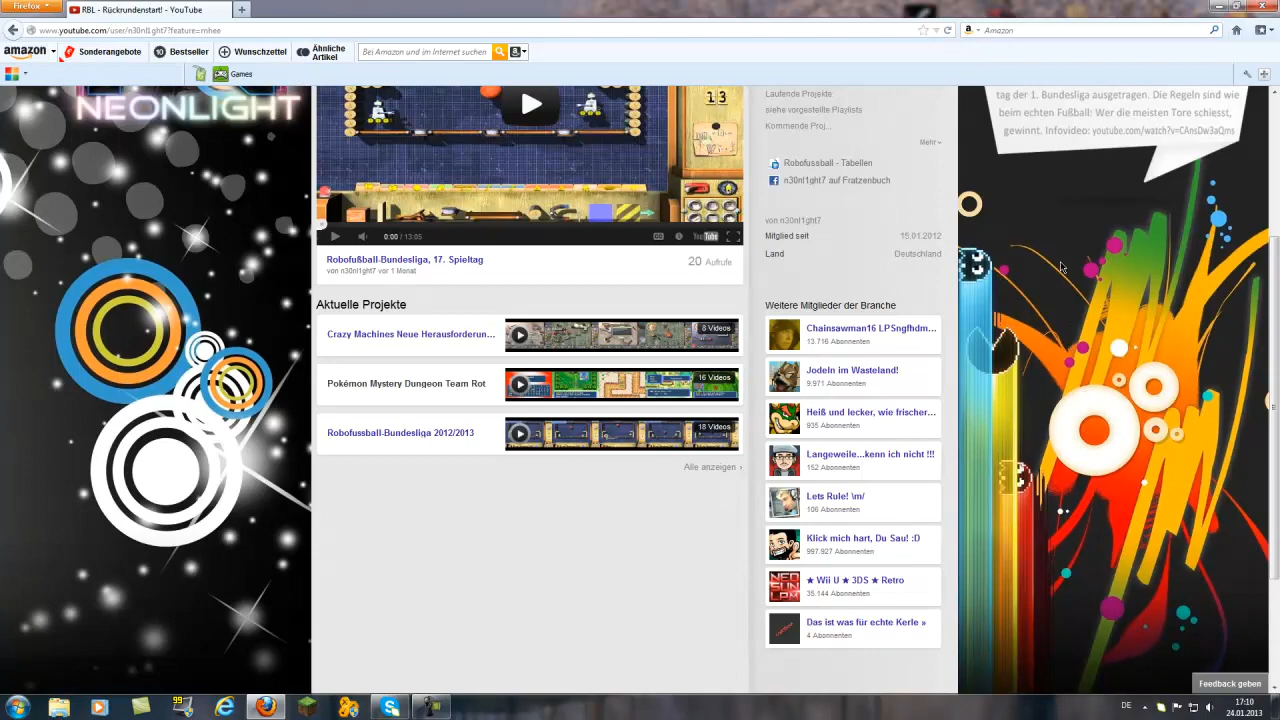 Firefox
RBL - Rückrundenstart! - YouTube
www.youtube.com/user/n30nl1ght7?feature=mhee
Amazon
amazon
Sonderangebote
10 Bestseller
Wunschzettel
Ähnliche
Artikel
Bei Amazon und im Internet suchen
Games
NEONLIGHT
13
Laufende Projekte:
siehe vorgestellte Playlists
Kommende Proj...
Mehr
tag der 1. Bundesliga ausgetragen. Die Regeln sind wie
beim echten Fußball: Wer die meisten Tore schiesst,
gewinnt. Infovideo: youtube.com/watch?v=CAnsDw3aQms
Robofussball - Tabellen
n30nl1ght7 auf Fratzenbuch
von n30nl1ght7
Mitglied seit 15.01.2012
Land Deutschland
0:00 / 13:05
YouTube
Robofußball-Bundesliga, 17. Spieltag
von n30nl1ght7 vor 1 Monat
20 Aufrufe
Aktuelle Projekte
Crazy Machines Neue Herausforderun...
8 Videos
Pokémon Mystery Dungeon Team Rot
16 Videos
Robofussball-Bundesliga 2012/2013
18 Videos
Alle anzeigen ›
Weitere Mitglieder der Branche
Chainsawman16 LPSngfhdm...
13.716 Abonnenten
Jodeln im Wasteland!
9.971 Abonnenten
Heiß und lecker, wie frischer...
935 Abonnenten
Langeweile...kenn ich nicht !!!
152 Abonnenten
Lets Rule! \m/
106 Abonnenten
Klick mich hart, Du Sau! :D
997.927 Abonnenten
NEO
SUN
★ Wii U ★ 3DS ★ Retro
35.144 Abonnenten
Das ist was für echte Kerle »
4 Abonnenten
Feedback geben
99
DE
17:10
24.01.2013